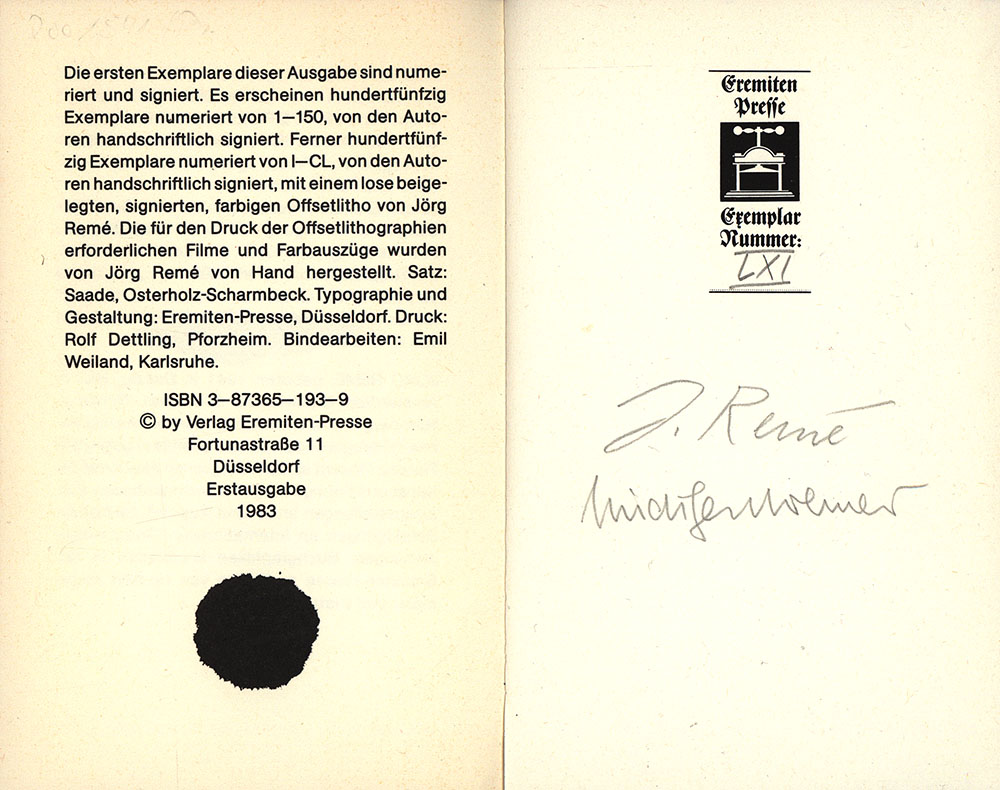 Die ersten Exemplare dieser Ausgabe sind nume-
riert und signiert. Es erscheinen hundertfünfzig
Exemplare numeriert von 1—150, von den Auto-
ren handschriftlich signiert. Ferner hundertfünf-
zig Exemplare numeriert von I—CL, von den Auto-
ren handschriftlich signiert, mit einem lose beige-
legten, signierten, farbigen Offsetlitho von Jörg
Remé. Die für den Druck der Offsetlithographien
erforderlichen Filme und Farbauszüge wurden
von Jörg Remé von Hand hergestellt. Satz:
Saade, Osterholz-Scharmbeck. Typographie und
Gestaltung: Eremiten-Presse, Düsseldorf. Druck:
Rolf Dettling, Pforzheim. Bindearbeiten: Emil
Weiland, Karlsruhe.
ISBN 3—87365—193—9
© by Verlag Eremiten-Presse
Fortunastraße 11
Düsseldorf
Erstausgabe
1983
Eremiten
Presse
Exemplar
Nummer:
LXI
J. Remé